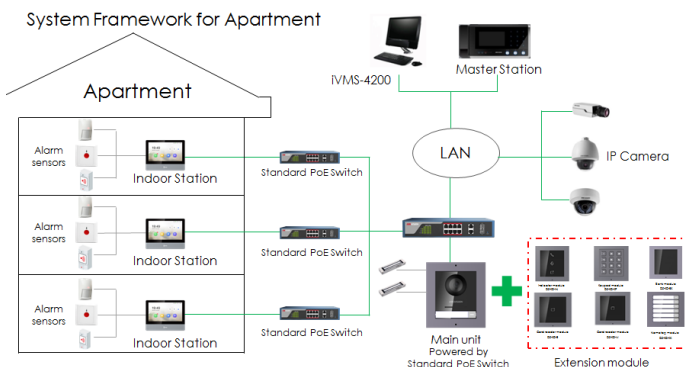 System Framework for Apartment
iVMS-4200
Master Station
Apartment
LAN
IP Camera
Alarm
sensors
Indoor Station
Standard PoE Switch
Alarm
sensors
Indoor Station
Standard PoE Switch
Alarm
sensors
Indoor Station
Standard PoE Switch
Main unit
Powered by
Standard PoE Switch
Extension module